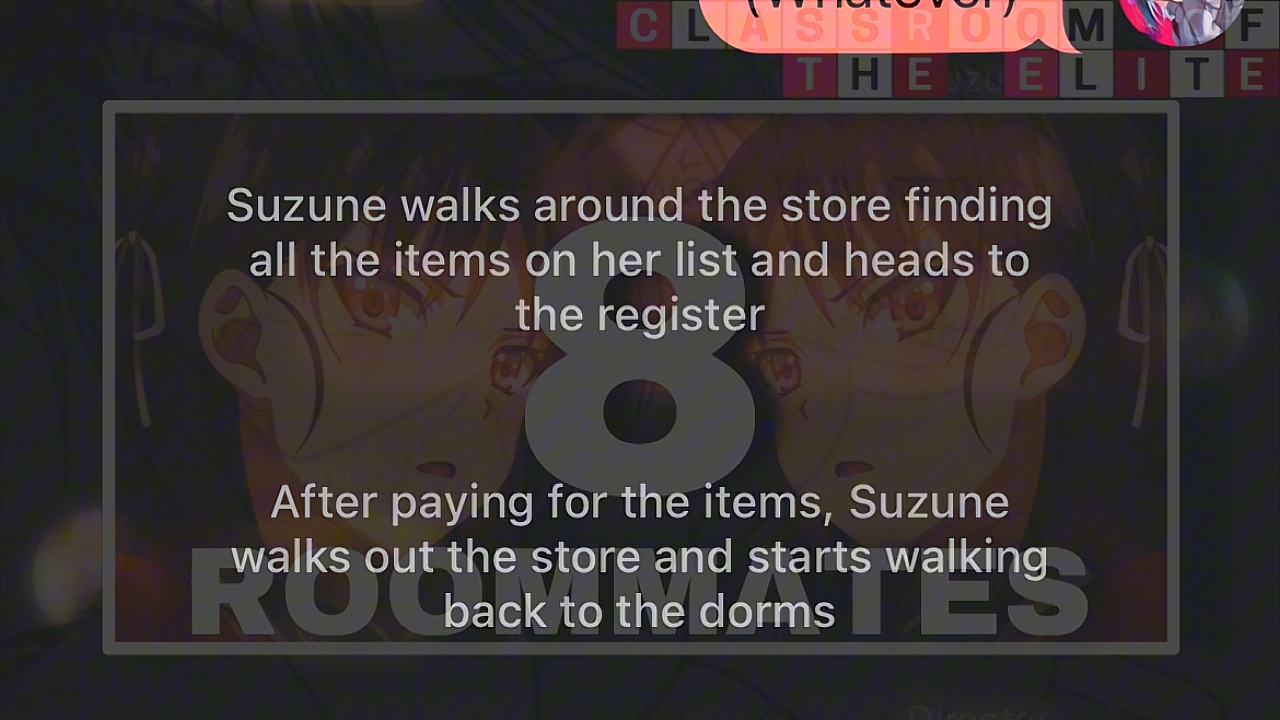 (Whatever)
CLASSROOM OF
THE ELITE
Suzune walks around the store finding
all the items on her list and heads to
the register
8
After paying for the items, Suzune
walks out the store and starts walking
back to the dorms
ROOMMATES
Director